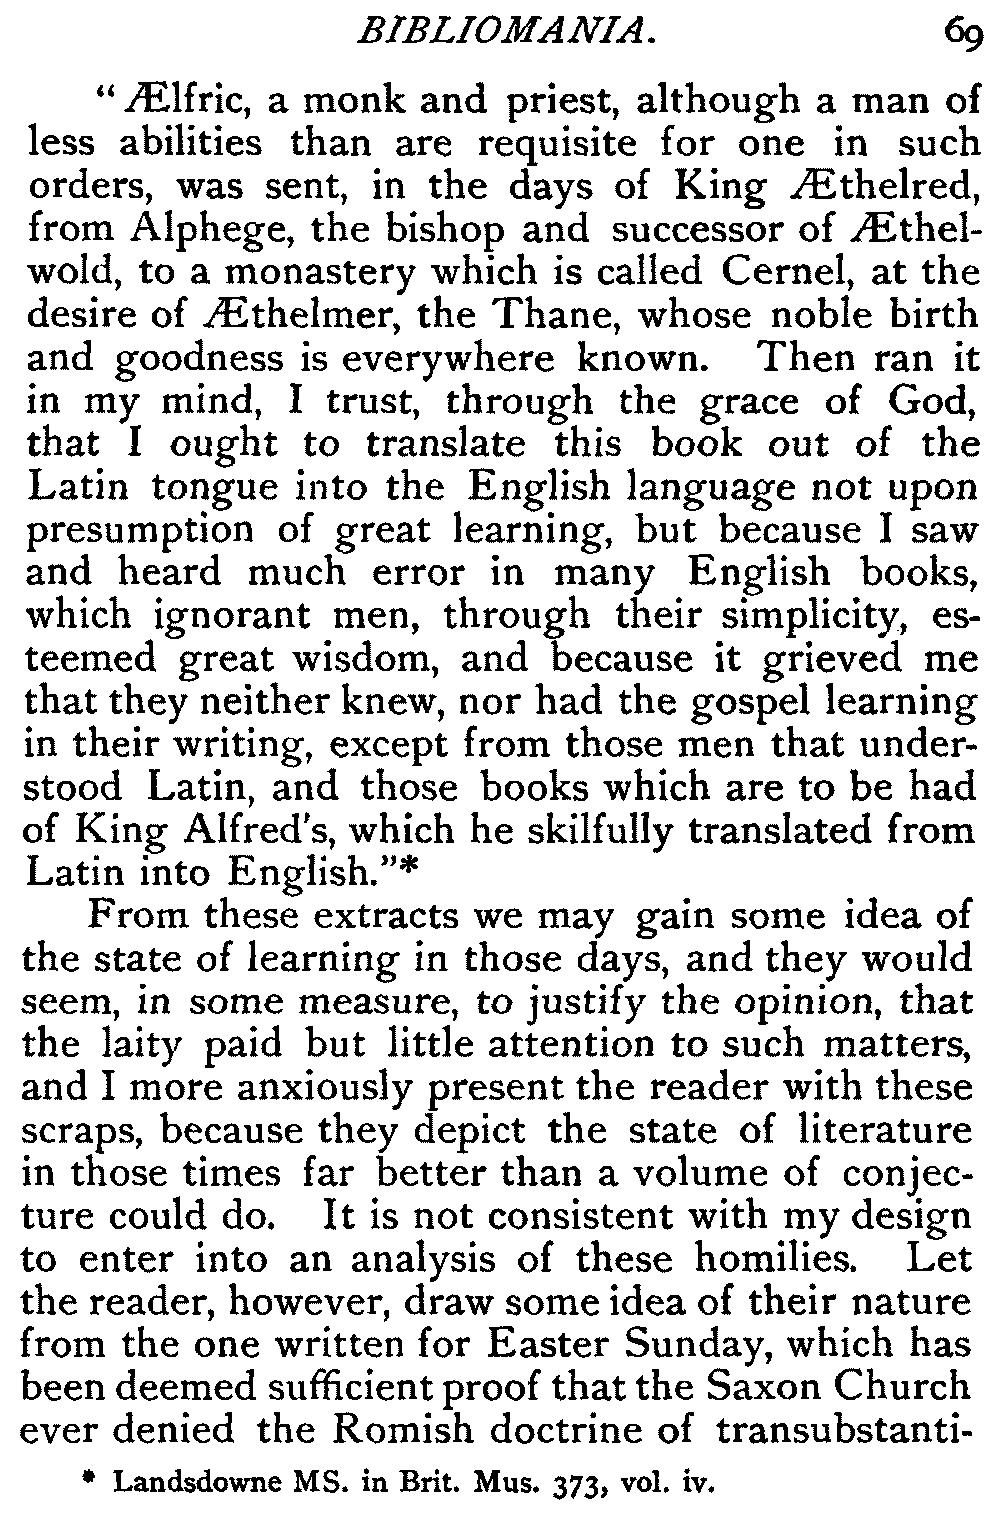 BIBLIOMANIA. 69
“Ælfric, a monk and priest, although a man of
less abilities than are requisite for one in such
orders, was sent, in the days of King Æthelred,
from Alphege, the bishop and successor of Æthel-
wold, to a monastery which is called Cernel, at the
desire of Æthelmer, the Thane, whose noble birth
and goodness is everywhere known. Then ran it
in my mind, I trust, through the grace of God,
that I ought to translate this book out of the
Latin tongue into the English language not upon
presumption of great learning, but because I saw
and heard much error in many English books,
which ignorant men, through their simplicity, es-
teemed great wisdom, and because it grieved me
that they neither knew, nor had the gospel learning
in their writing, except from those men that under-
stood Latin, and those books which are to be had
of King Alfred's, which he skilfully translated from
Latin into English.”*
From these extracts we may gain some idea of
the state of learning in those days, and they would
seem, in some measure, to justify the opinion, that
the laity paid but little attention to such matters,
and I more anxiously present the reader with these
scraps, because they depict the state of literature
in those times far better than a volume of conjec-
ture could do. It is not consistent with my design
to enter into an analysis of these homilies. Let
the reader, however, draw some idea of their nature
from the one written for Easter Sunday, which has
been deemed sufficient proof that the Saxon Church
ever denied the Romish doctrine of transubstanti-
* Landsdowne MS. in Brit. Mus. 373, vol. iv.